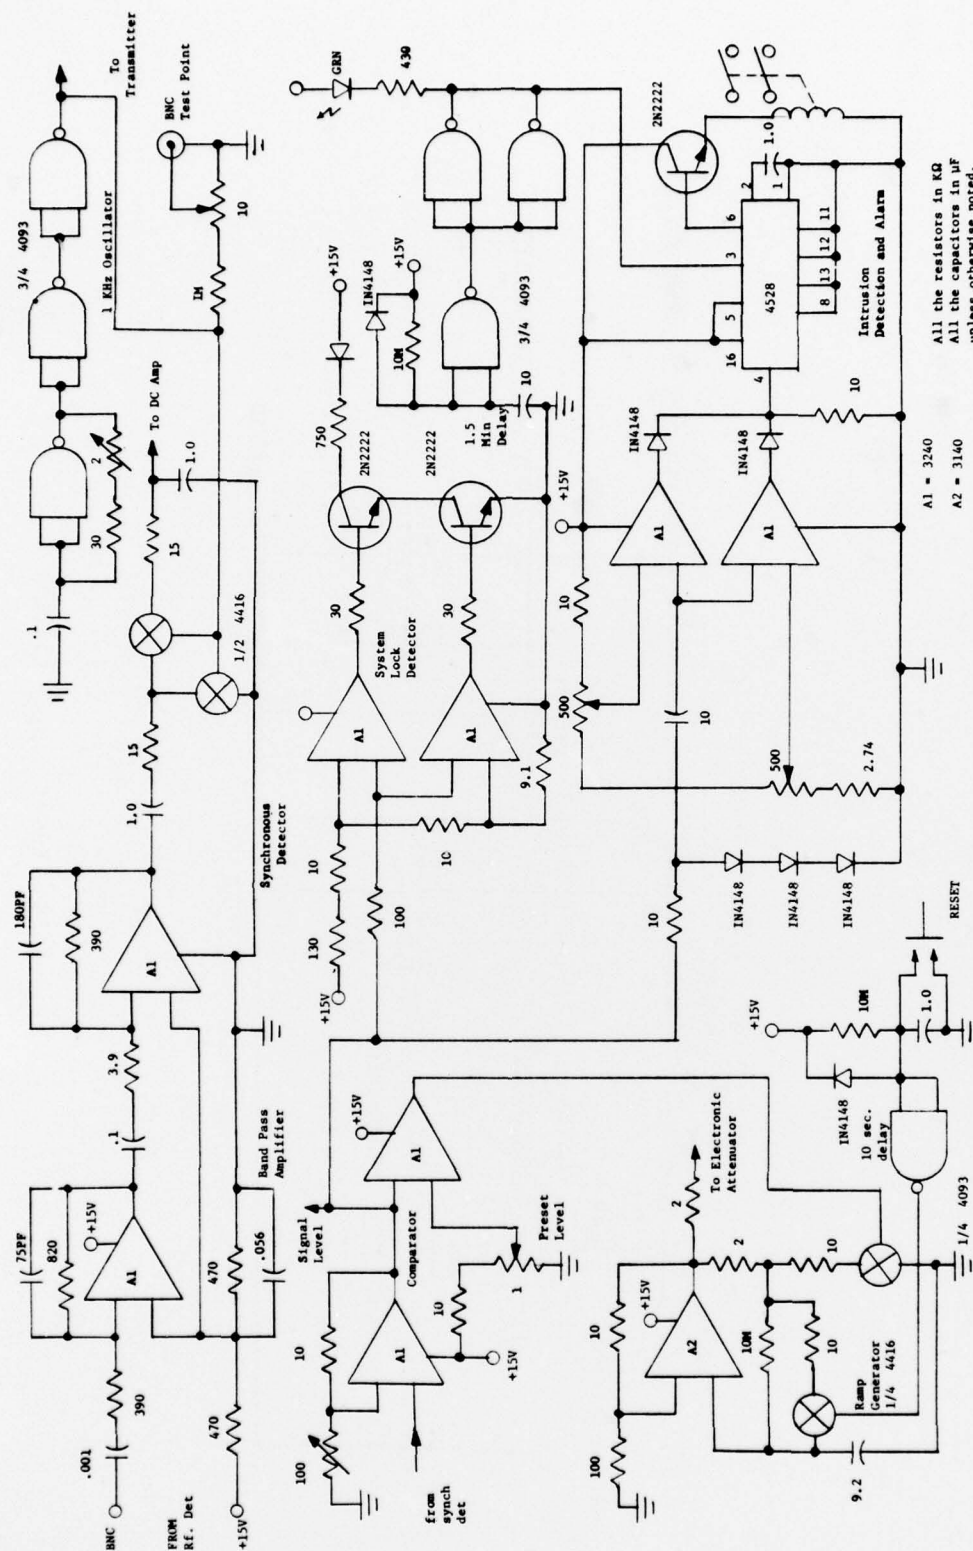 BNC
.001
390
75PF
820
+15V
A1
.1
3.9
180PF
390
A1
1.0
15
.1
30
2
3/4 4093
FROM
Rf. Det
+15V
470
470
.056
Band Pass
Amplifier
Synchronous
Detector
1/2 4416
15
1.0
To DC Amp
1 KHz Oscillator
1M
10
BNC
Test Point
To
Transmitter
100
10
A1
Signal
Level
Comparator
+15V
A1
from
synch
det
10
+15V
1
Preset
Level
+15V
130
10
100
10
A1
A1
System
Lock
Detector
30
30
9.1
750
2N2222
2N2222
+15V
1.5
Min
Delay
10
10M
IN4148
+15V
3/4 4093
GRN
430
100
10
A2
+15V
2
To Electronic
Attenuator
2
10M
10
10
Ramp
Generator
1/4 4416
9.2
1/4 4093
10 sec.
delay
IN4148
+15V
10M
1.0
RESET
10
IN4148
IN4148
IN4148
500
10
+15V
10
500
2.74
A1
A1
IN4148
IN4148
10
4
16
5
3
6
4528
2
1
8
13
12
11
1.0
2N2222
Intrusion
Detection and Alarm
A1 = 3240
A2 = 3140
All the resistors in KΩ
All the capacitors in μF
unless otherwise noted.